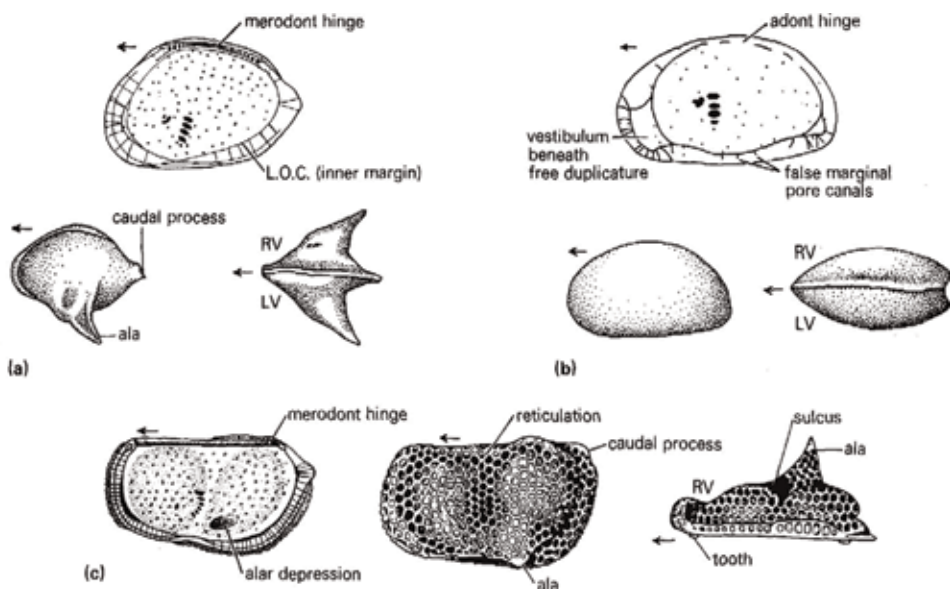 merodont hinge
L.O.C. (inner margin)
caudal process
ala
RV
LV
(a)
adont hinge
vestibulum
beneath
free duplicature
false marginal
pore canals
RV
LV
(b)
merodont hinge
alar depression
reticulation
caudal process
ala
sulcus
ala
RV
tooth
(c)